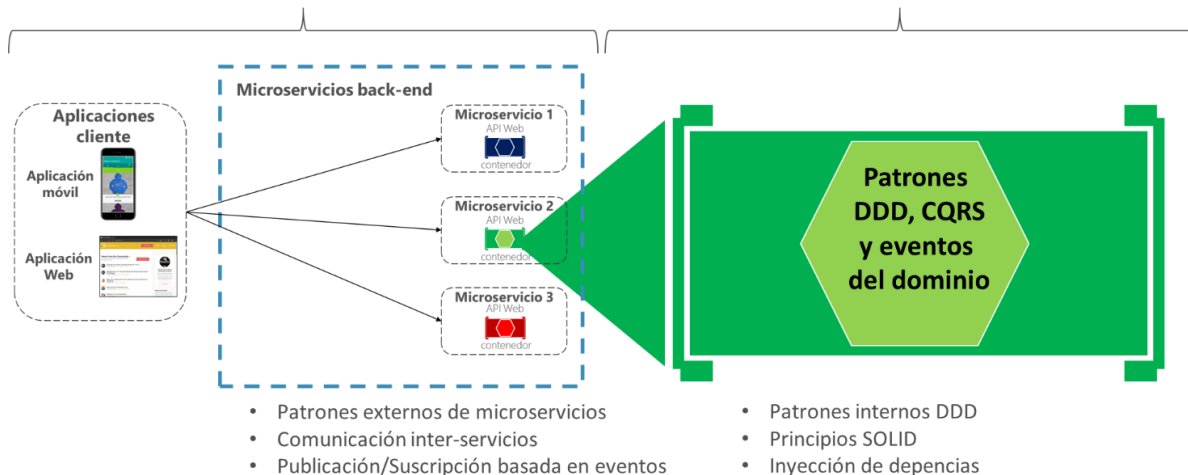 Microservicios back-end
Aplicaciones
cliente
Aplicación
móvil
Aplicación
Web
Microservicio 1
API Web
contenedor
Microservicio 2
API Web
contenedor
Microservicio 3
API Web
contenedor
Patrones
DDD, CQRS
y eventos
del dominio
• Patrones externos de microservicios
• Comunicación inter-servicios
• Publicación/Suscripción basada en eventos
• Patrones internos DDD
• Principios SOLID
• Inyección de depencias